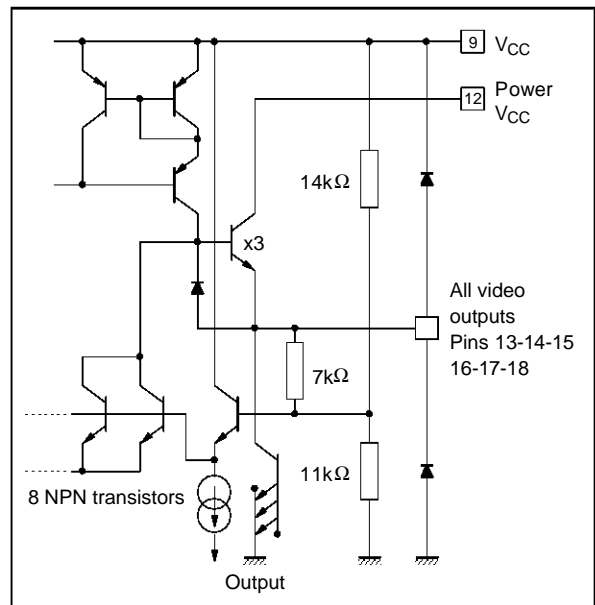 9 VCC
12 Power
VCC
14kΩ
x3
All video
outputs
Pins 13-14-15
16-17-18
7kΩ
11kΩ
8 NPN transistors
Output